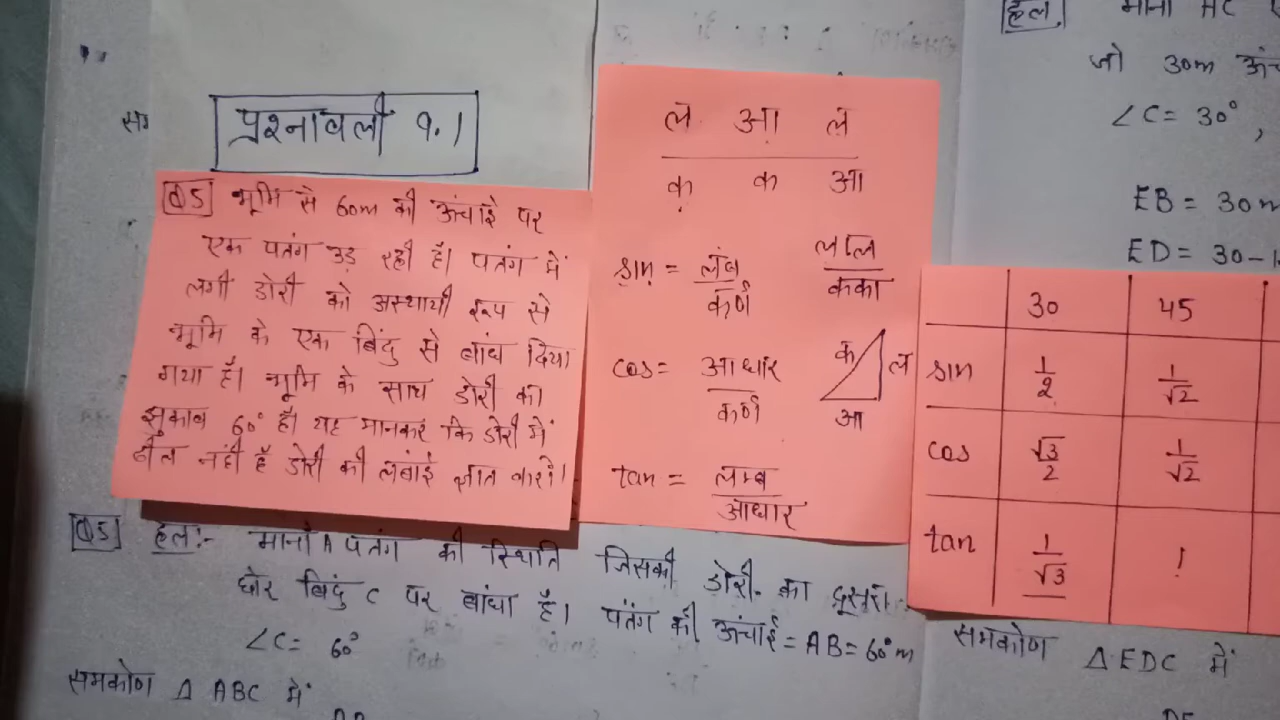 प्रश्नावली 9.1
Q5 भूमि से 60m की ऊंचाई पर
एक पतंग उड़ रही है। पतंग में
लगी डोरी को अस्थायी रूप से
भूमि के एक बिंदु से बांध दिया
गया है। भूमि के साथ डोरी का
झुकाव 60° है। यह मानकर कि डोरी में
ढील नहीं है डोरी की लंबाई ज्ञात करो।
ल आ ल
क क आ
sin = लंब
कर्ण
लाल
कका
cos = आधार
कर्ण
क ल
आ
tan = लम्ब
आधार
30 45
sin 1/2 1/√2
cos √3/2 1/√2
tan 1/√3 !
हल. माना AC
जो 30m
∠C = 30°,
EB = 30m
ED = 30-1
Q5 हल:- माना A पतंग की स्थिति जिसकी डोरी का दूसरा
छोर बिंदु C पर बांधा है। पतंग की ऊंचाई = AB = 60m
∠C = 60°
समकोण △ ABC में
समकोण △ EDC में